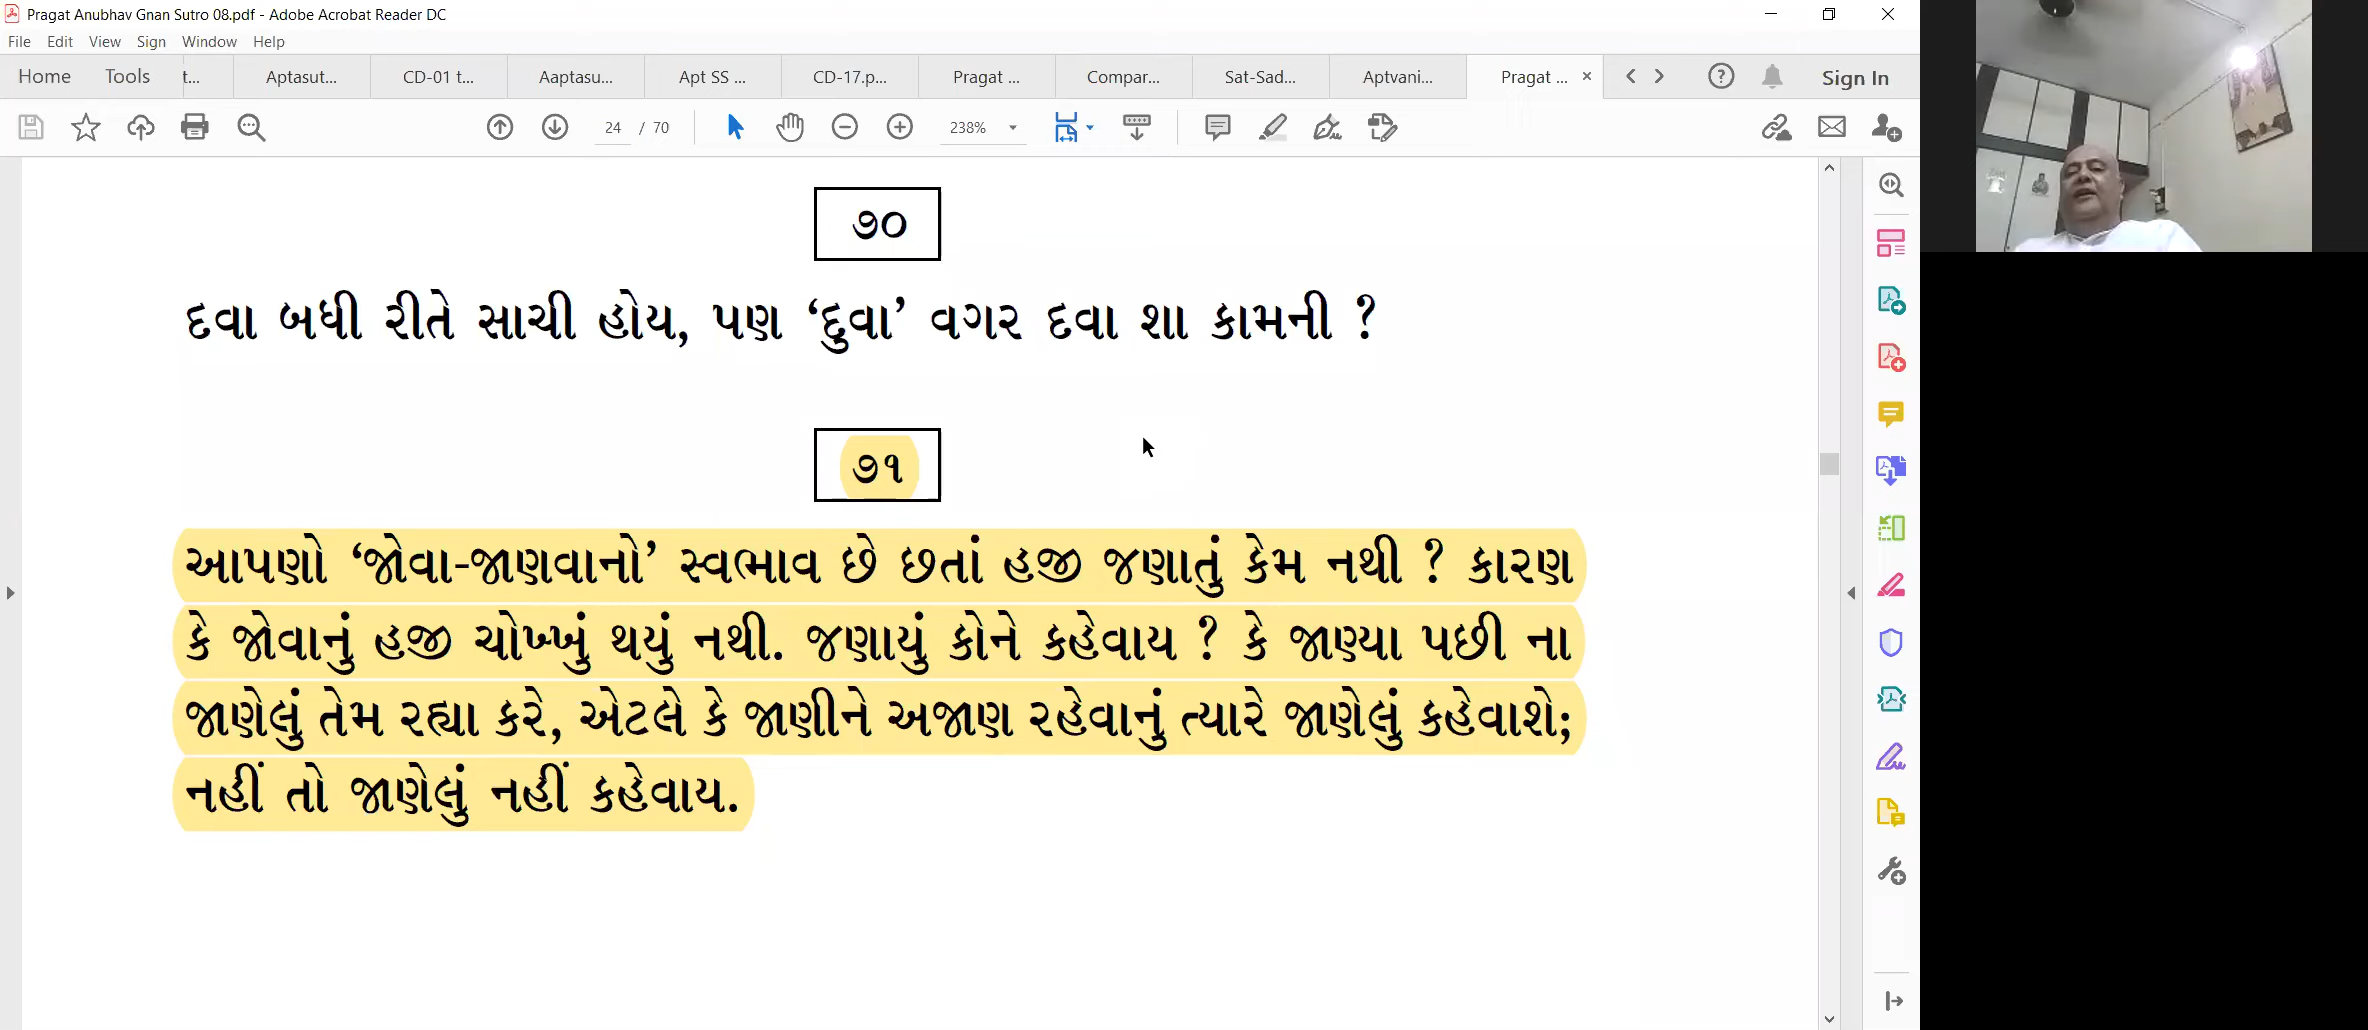 Pragat Anubhav Gnan Sutro 08.pdf - Adobe Acrobat Reader DC
File Edit View Sign Window Help
Home Tools t... Aptasut... CD-01 t... Aaptasu... Apt SS ... CD-17.p... Pragat ... Compar... Sat-Sad... Aptvani... Pragat ... × Sign In
24 / 70 238%
૭૦
દવા બધી રીતે સાચી હોય, પણ ‘દુવા’ વગર દવા શા કામની ?
૭૧
આપણો ‘જોવા-જાણવાનો’ સ્વભાવ છે છતાં હજી જણાતું કેમ નથી ? કારણ
કે જોવાનું હજી ચોખ્ખું થયું નથી. જણાયું કોને કહેવાય ? કે જાણ્યા પછી ના
જાણેલું તેમ રહ્યા કરે, એટલે કે જાણીને અજાણ રહેવાનું ત્યારે જાણેલું કહેવાશે;
નહીં તો જાણેલું નહીં કહેવાય.